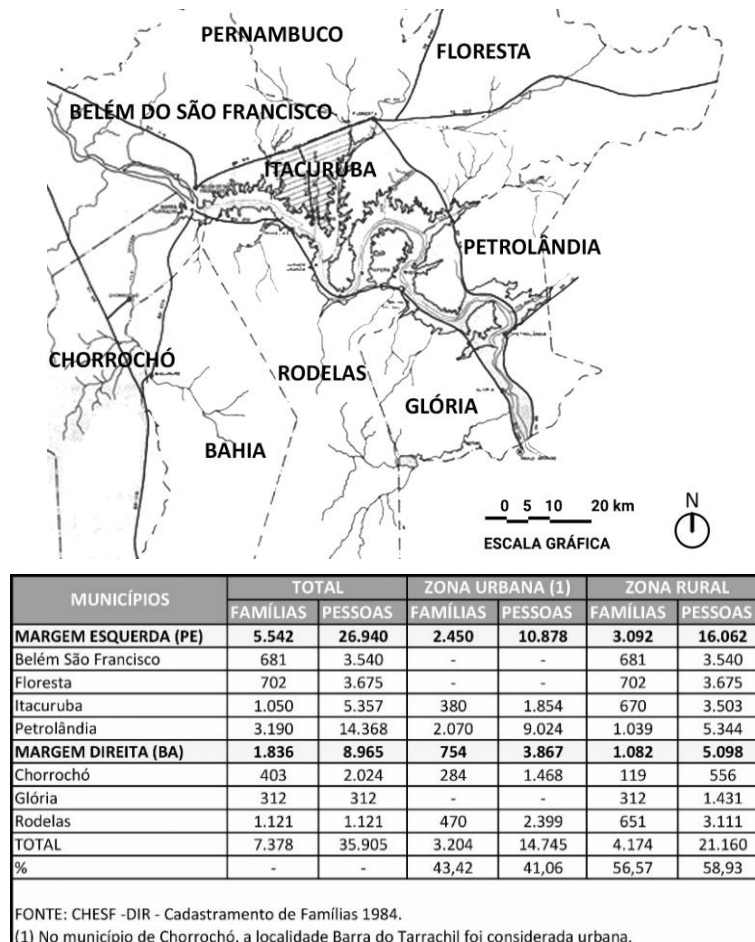 PERNAMBUCO
FLORESTA
BELÉM DO SÃO FRANCISCO
ITACURUBA
PETROLÂNDIA
CHORROCHÓ
RODELAS
GLÓRIA
BAHIA
0 5 10 20 km
N
ESCALA GRÁFICA
MUNICÍPIOS TOTAL ZONA URBANA (1) ZONA RURAL
FAMÍLIAS PESSOAS FAMÍLIAS PESSOAS FAMÍLIAS PESSOAS
MARGEM ESQUERDA (PE) 5.542 26.940 2.450 10.878 3.092 16.062
Belém São Francisco 681 3.540 - - 681 3.540
Floresta 702 3.675 - - 702 3.675
Itacuruba 1.050 5.357 380 1.854 670 3.503
Petrolândia 3.190 14.368 2.070 9.024 1.039 5.344
MARGEM DIREITA (BA) 1.836 8.965 754 3.867 1.082 5.098
Chorrochó 403 2.024 284 1.468 119 556
Glória 312 312 - - 312 1.431
Rodelas 1.121 1.121 470 2.399 651 3.111
TOTAL 7.378 35.905 3.204 14.745 4.174 21.160
% - - 43,42 41,06 56,57 58,93
FONTE: CHESF -DIR - Cadastramento de Famílias 1984.
(1) No município de Chorrochó, a localidade Barra do Tarrachil foi considerada urbana.